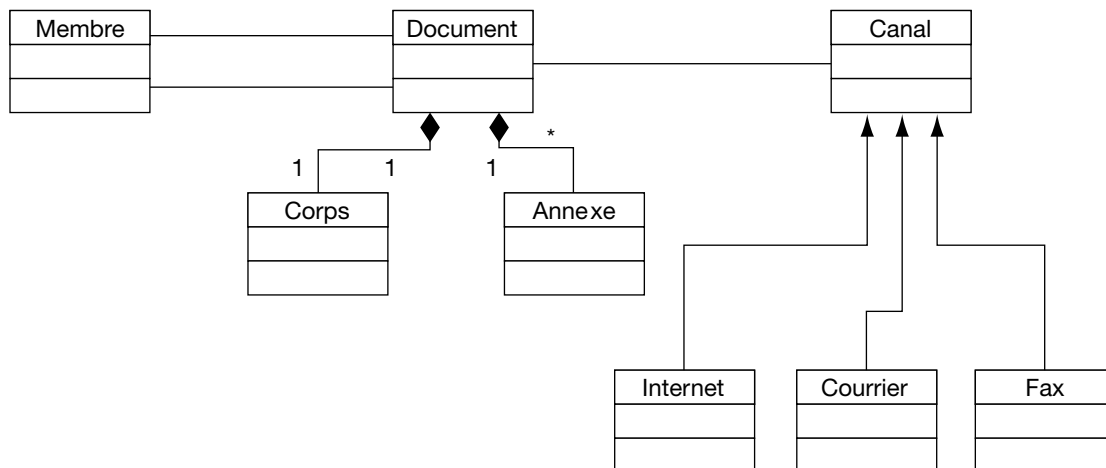 Membre
Document
Canal
*
1
1
1
Corps
Annexe
Internet
Courrier
Fax